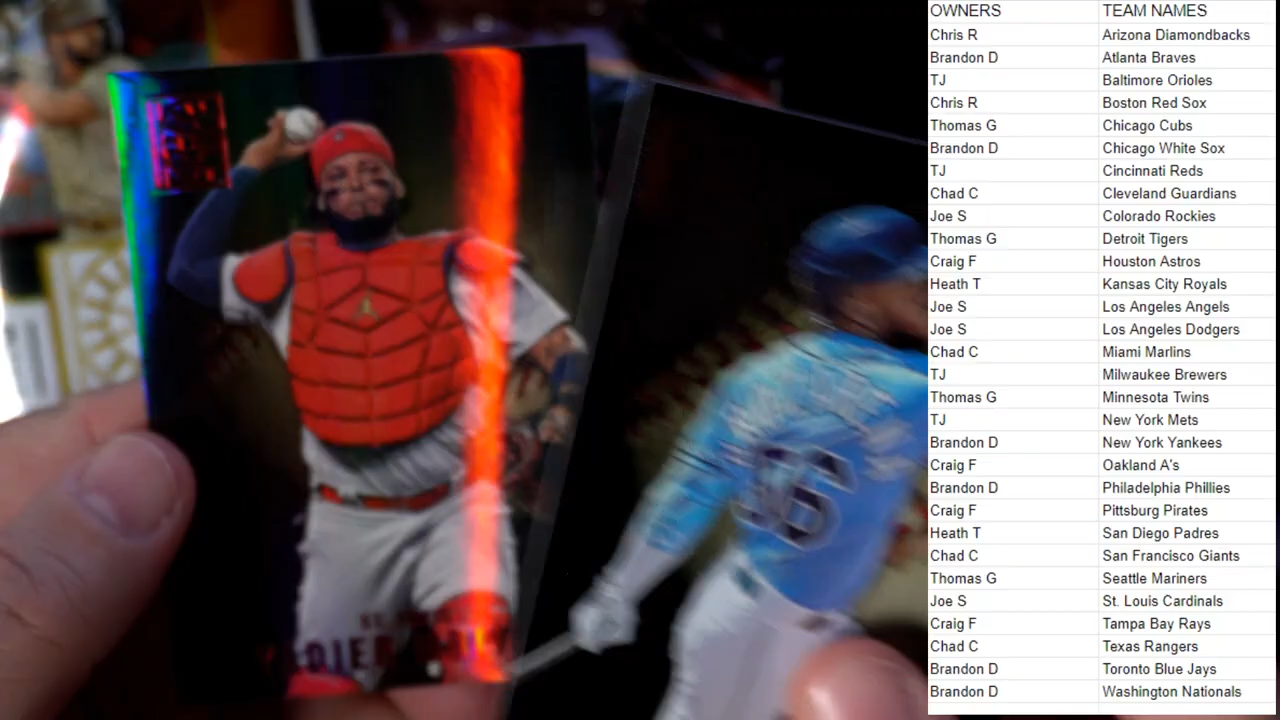 OWNERS TEAM NAMES
Chris R Arizona Diamondbacks
Brandon D Atlanta Braves
TJ Baltimore Orioles
Chris R Boston Red Sox
Thomas G Chicago Cubs
Brandon D Chicago White Sox
TJ Cincinnati Reds
Chad C Cleveland Guardians
Joe S Colorado Rockies
Thomas G Detroit Tigers
Craig F Houston Astros
Heath T Kansas City Royals
Joe S Los Angeles Angels
Joe S Los Angeles Dodgers
Chad C Miami Marlins
TJ Milwaukee Brewers
Thomas G Minnesota Twins
TJ New York Mets
Brandon D New York Yankees
Craig F Oakland A's
Brandon D Philadelphia Phillies
Craig F Pittsburg Pirates
Heath T San Diego Padres
Chad C San Francisco Giants
Thomas G Seattle Mariners
Joe S St. Louis Cardinals
Craig F Tampa Bay Rays
Chad C Texas Rangers
Brandon D Toronto Blue Jays
Brandon D Washington Nationals